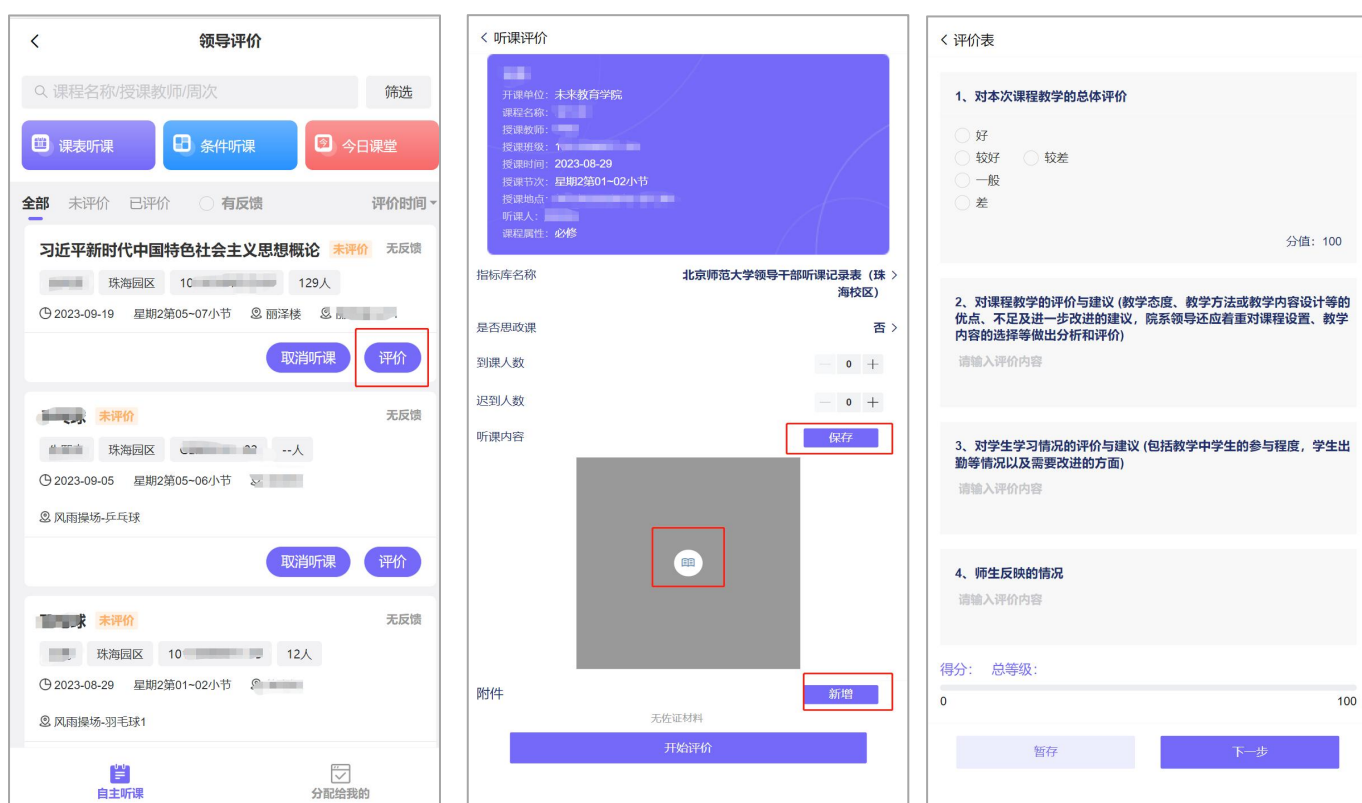 领导评价
课程名称/授课教师/周次
筛选
课表听课
条件听课
今日课堂
全部 未评价 已评价 有反馈 评价时间
习近平新时代中国特色社会主义思想概论 未评价 无反馈
珠海园区 10 129人
2023-09-19 星期2第05~07小节 丽泽楼
取消听课 评价
球 未评价 无反馈
珠海园区 --人
2023-09-05 星期2第05~06小节
风雨操场-乒乓球
取消听课 评价
球 未评价 无反馈
珠海园区 10 12人
2023-08-29 星期2第01~02小节
风雨操场-羽毛球1
自主听课 分配给我的
听课评价
开课单位: 未来教育学院
课程名称:
授课教师:
授课班级: 1
授课时间: 2023-08-29
授课节次: 星期2第01~02小节
授课地点:
听课人:
课程属性: 必修
指标库名称 北京师范大学领导干部听课记录表（珠
海校区）
是否思政课 否
到课人数 0
迟到人数 0
听课内容 保存
附件 新增
无佐证材料
开始评价
评价表
1、对本次课程教学的总体评价
好
较好 较差
一般
差
分值：100
2、对课程教学的评价与建议 (教学态度、教学方法或教学内容设计等的
优点、不足及进一步改进的建议，院系领导还应着重对课程设置、教学
内容的选择等做出分析和评价)
请输入评价内容
3、对学生学习情况的评价与建议 (包括教学中学生的参与程度，学生出
勤等情况以及需要改进的方面)
请输入评价内容
4、师生反映的情况
请输入评价内容
得分： 总等级：
0 100
暂存 下一步